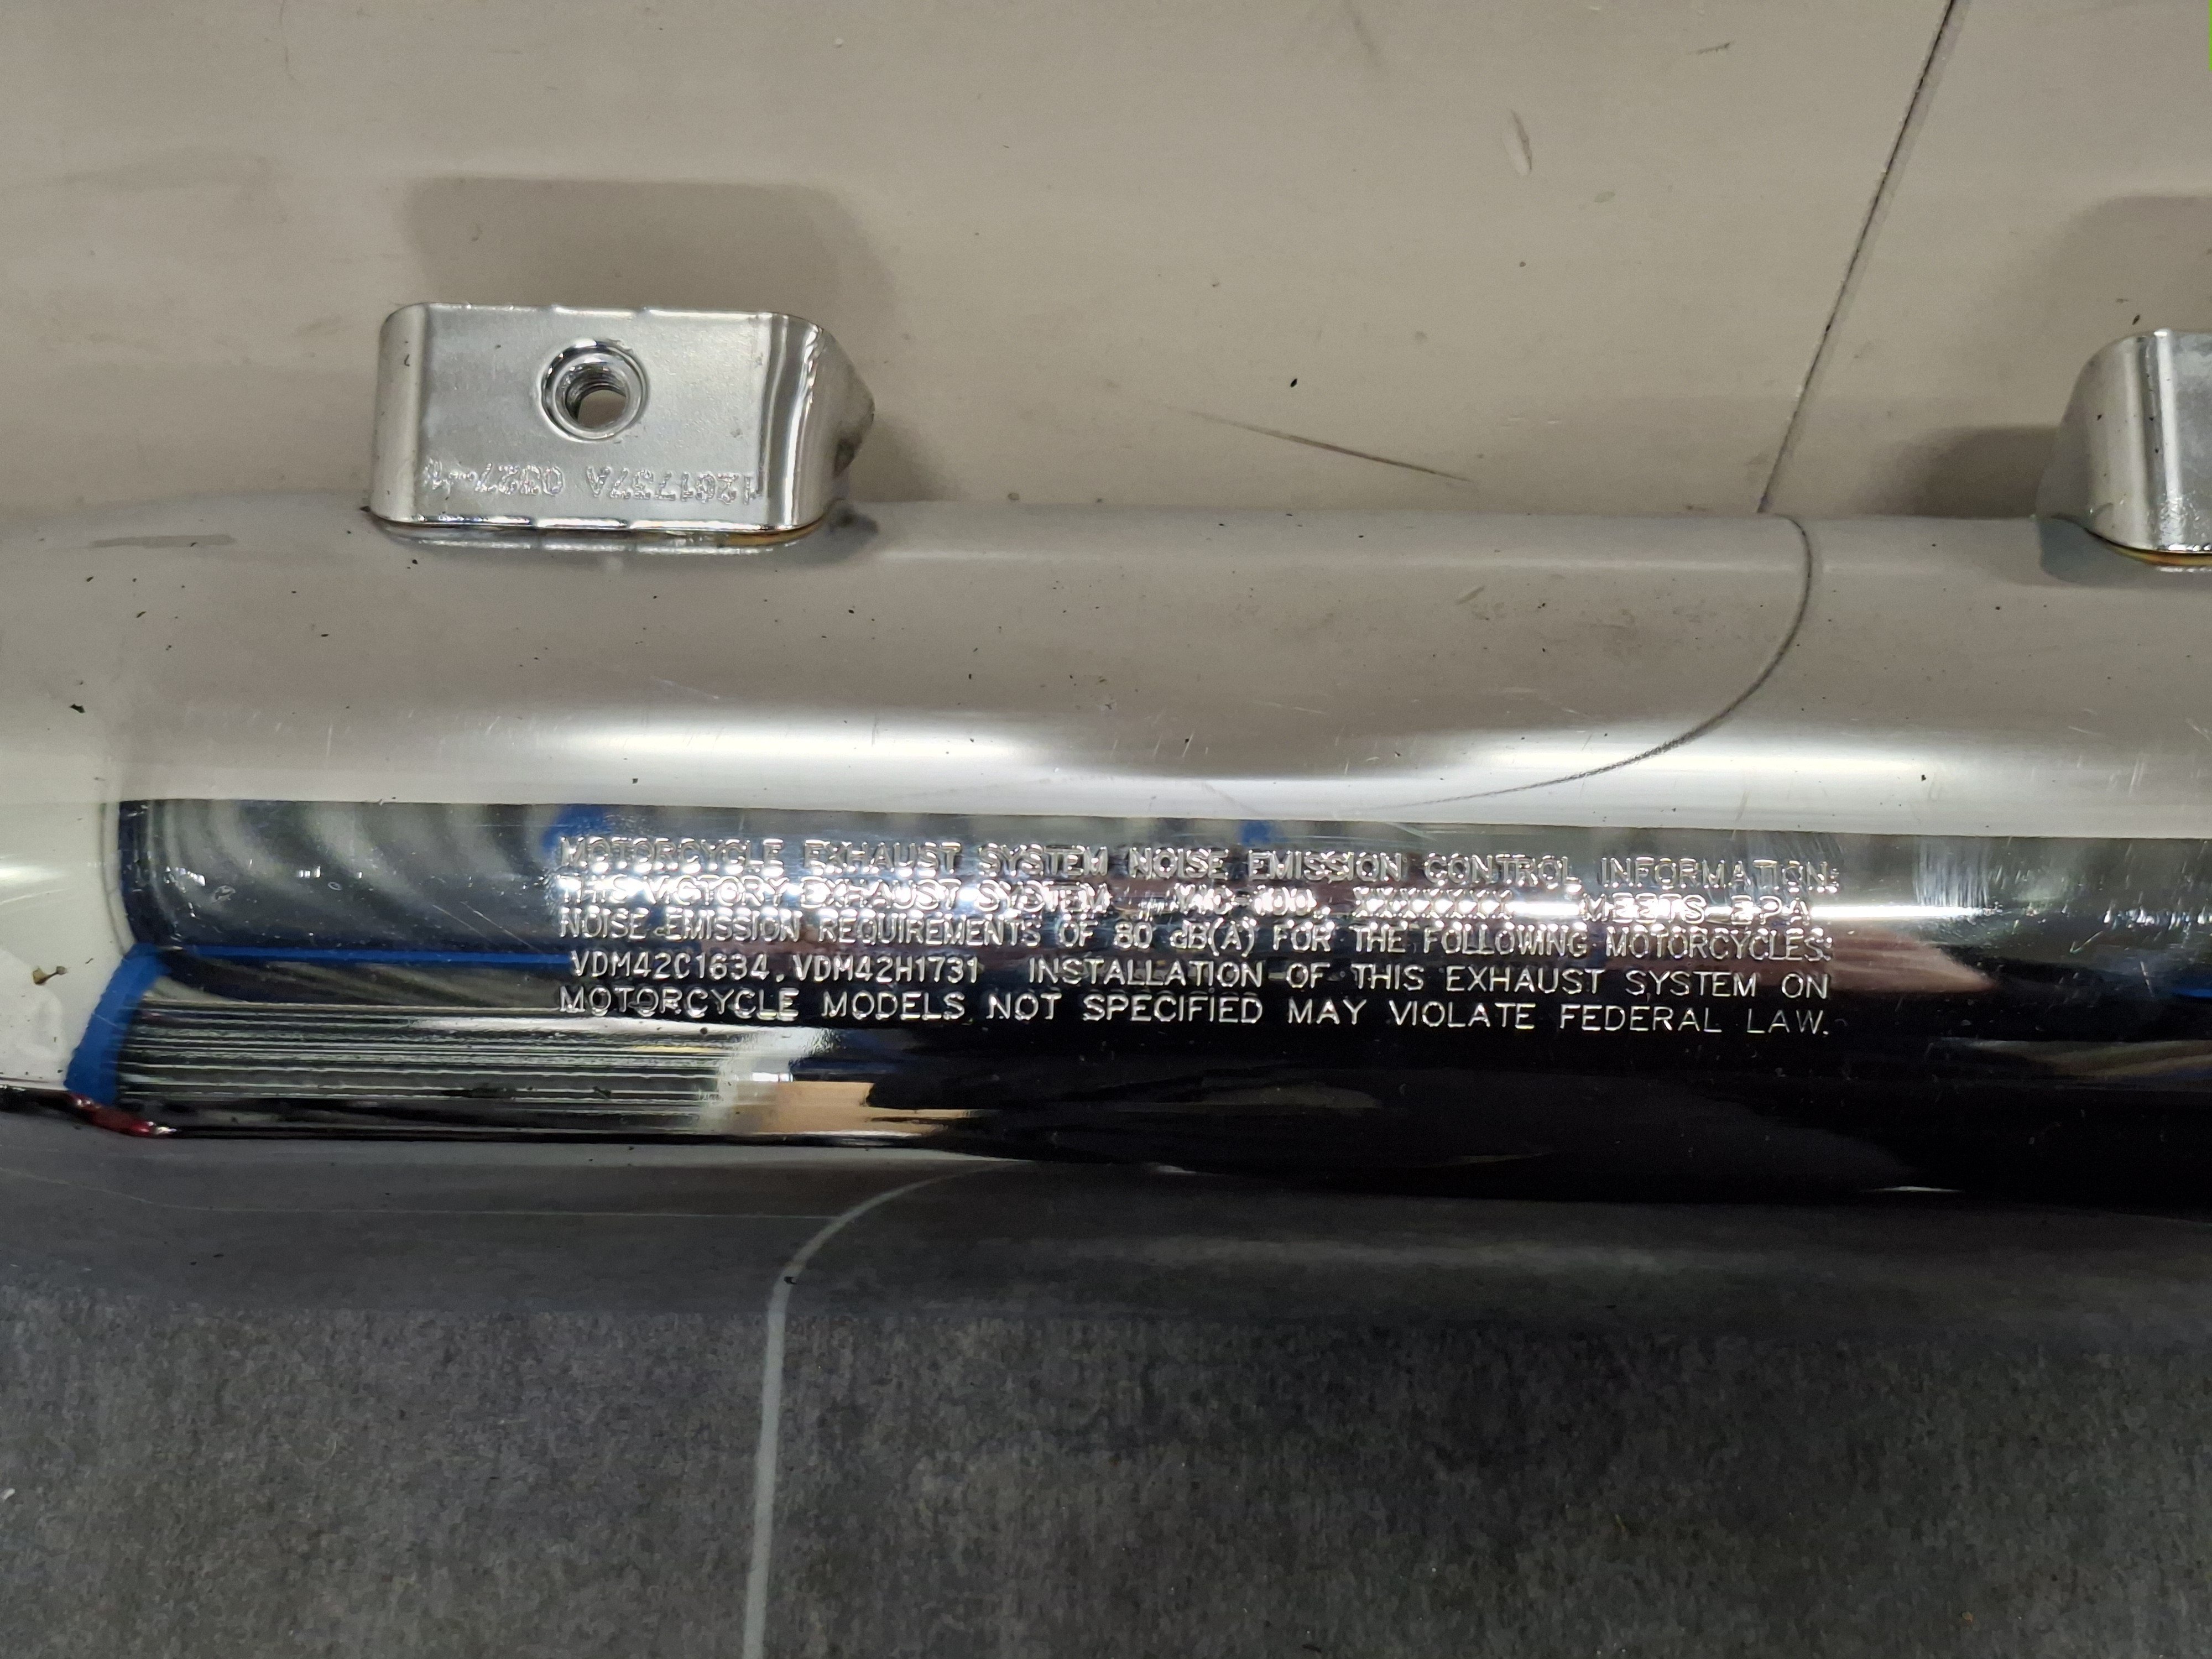 1261737A
MOTORCYCLE EXHAUST SYSTEM NOISE EMISSION CONTROL INFORMATION:
THIS VICTORY EXHAUST SYSTEM XXXXXXX MEETS EPA
NOISE EMISSION REQUIREMENTS OF 80 dB(A) FOR THE FOLLOWING MOTORCYCLES:
VDM42C1634,VDM42H1731 INSTALLATION OF THIS EXHAUST SYSTEM ON
MOTORCYCLE MODELS NOT SPECIFIED MAY VIOLATE FEDERAL LAW.